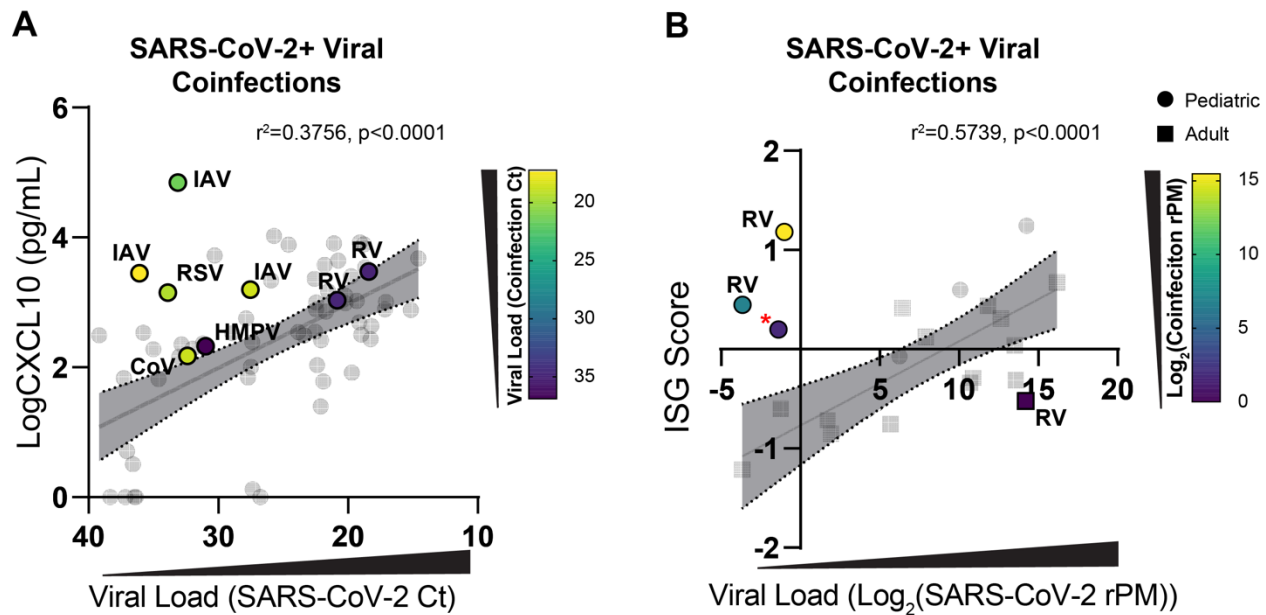 A
SARS-CoV-2+ Viral
Coinfections
r²=0.3756, p<0.0001
LogCXCL10 (pg/mL)
6
4
2
0
IAV
IAV
RSV
IAV
RV
RV
HMPV
CoV
40
30
20
10
Viral Load (SARS-CoV-2 Ct)
Viral Load (Coinfection Ct)
20
25
30
35
B
SARS-CoV-2+ Viral
Coinfections
Pediatric
Adult
r²=0.5739, p<0.0001
ISG Score
2
1
-1
-2
RV
RV
*
RV
-5
5
10
15
20
Viral Load (Log₂(SARS-CoV-2 rPM))
Log₂(Coinfeciton rPM)
15
10
5
0